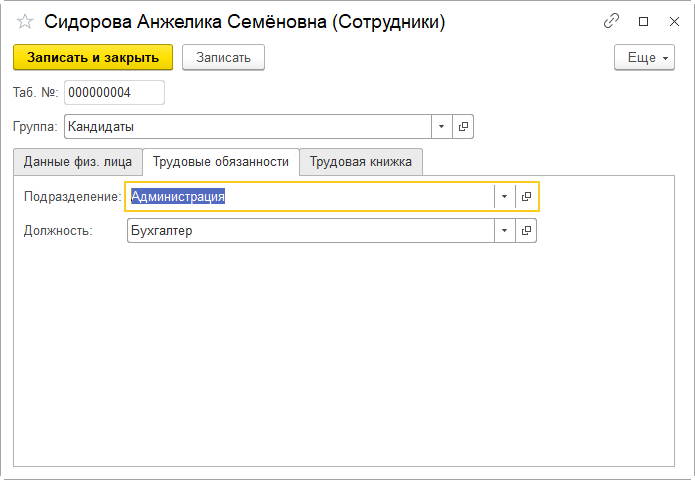 Сидорова Анжелика Семёновна (Сотрудники)
Записать и закрыть Записать Еще
Таб. №: 000000004
Группа: Кандидаты
Данные физ. лица Трудовые обязанности Трудовая книжка
Подразделение: Администрация
Должность: Бухгалтер